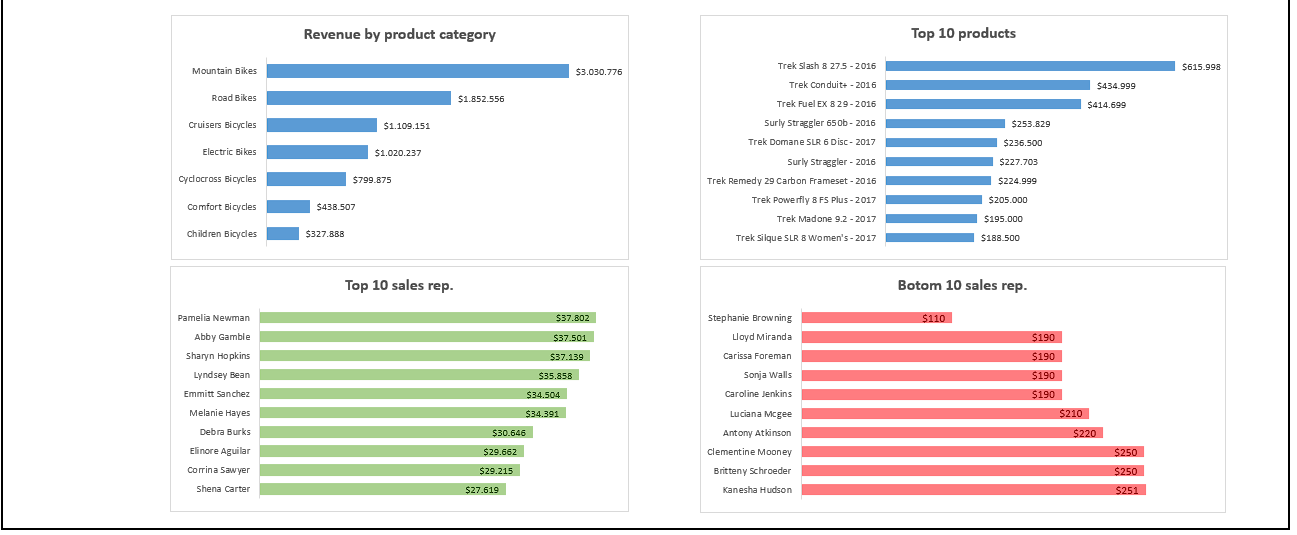 Revenue by product category
Mountain Bikes $3.030.776
Road Bikes $1.852.556
Cruisers Bicycles $1.109.151
Electric Bikes $1.020.237
Cyclocross Bicycles $799.875
Comfort Bicycles $438.507
Children Bicycles $327.888
Top 10 products
Trek Slash 8 27.5 - 2016 $615.998
Trek Conduit+ - 2016 $434.999
Trek Fuel EX 8 29 - 2016 $414.699
Surly Straggler 650b - 2016 $253.829
Trek Domane SLR 6 Disc - 2017 $236.500
Surly Straggler - 2016 $227.703
Trek Remedy 29 Carbon Frameset - 2016 $224.999
Trek Powerfly 8 FS Plus - 2017 $205.000
Trek Madone 9.2 - 2017 $195.000
Trek Silque SLR 8 Women's - 2017 $188.500
Top 10 sales rep.
Pamelia Newman $37.802
Abby Gamble $37.501
Sharyn Hopkins $37.139
Lyndsey Bean $35.858
Emmitt Sanchez $34.504
Melanie Hayes $34.391
Debra Burks $30.646
Elinore Aguilar $29.662
Corrina Sawyer $29.215
Shena Carter $27.619
Botom 10 sales rep.
Stephanie Browning $110
Lloyd Miranda $190
Carissa Foreman $190
Sonja Walls $190
Caroline Jenkins $190
Luciana Mcgee $210
Antony Atkinson $220
Clementine Mooney $250
Britteny Schroeder $250
Kanesha Hudson $251